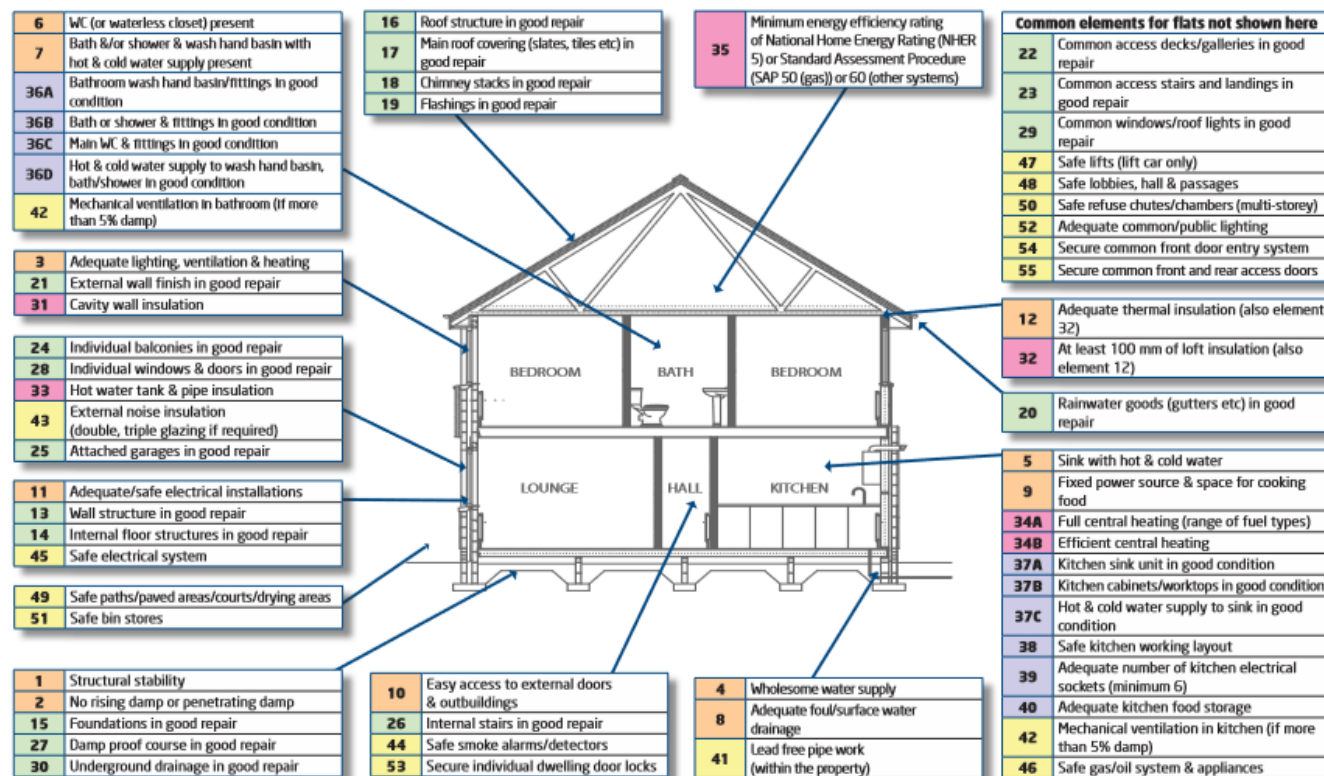 6 WC (or waterless closet) present
7 Bath &/or shower & wash hand basin with
hot & cold water supply present
36A Bathroom wash hand basin/fittings in good
condition
36B Bath or shower & fittings in good condition
36C Main WC & fittings in good condition
36D Hot & cold water supply to wash hand basin,
bath/shower in good condition
42 Mechanical ventilation in bathroom (if more
than 5% damp)
3 Adequate lighting, ventilation & heating
21 External wall finish in good repair
31 Cavity wall insulation
24 Individual balconies in good repair
28 Individual windows & doors in good repair
33 Hot water tank & pipe insulation
43 External noise insulation
(double, triple glazing if required)
25 Attached garages in good repair
11 Adequate/safe electrical installations
13 Wall structure in good repair
14 Internal floor structures in good repair
45 Safe electrical system
49 Safe paths/paved areas/courts/drying areas
51 Safe bin stores
1 Structural stability
2 No rising damp or penetrating damp
15 Foundations in good repair
27 Damp proof course in good repair
30 Underground drainage in good repair
16 Roof structure in good repair
17 Main roof covering (slates, tiles etc) in
good repair
18 Chimney stacks in good repair
19 Flashings in good repair
35 Minimum energy efficiency rating
of National Home Energy Rating (NHER
5) or Standard Assessment Procedure
(SAP 50 (gas)) or 60 (other systems)
BEDROOM
BATH
BEDROOM
LOUNGE
HALL
KITCHEN
10 Easy access to external doors
& outbuildings
26 Internal stairs in good repair
44 Safe smoke alarms/detectors
53 Secure individual dwelling door locks
4 Wholesome water supply
8 Adequate foul/surface water
drainage
41 Lead free pipe work
(within the property)
Common elements for flats not shown here
22 Common access decks/galleries in good
repair
23 Common access stairs and landings in
good repair
29 Common windows/roof lights in good
repair
47 Safe lifts (lift car only)
48 Safe lobbies, hall & passages
50 Safe refuse chutes/chambers (multi-storey)
52 Adequate common/public lighting
54 Secure common front door entry system
55 Secure common front and rear access doors
12 Adequate thermal insulation (also element
32)
32 At least 100 mm of loft insulation (also
element 12)
20 Rainwater goods (gutters etc) in good
repair
5 Sink with hot & cold water
9 Fixed power source & space for cooking
food
34A Full central heating (range of fuel types)
34B Efficient central heating
37A Kitchen sink unit in good condition
37B Kitchen cabinets/worktops in good condition
37C Hot & cold water supply to sink in good
condition
38 Safe kitchen working layout
39 Adequate number of kitchen electrical
sockets (minimum 6)
40 Adequate kitchen food storage
42 Mechanical ventilation in kitchen (if more
than 5% damp)
46 Safe gas/oil system & appliances